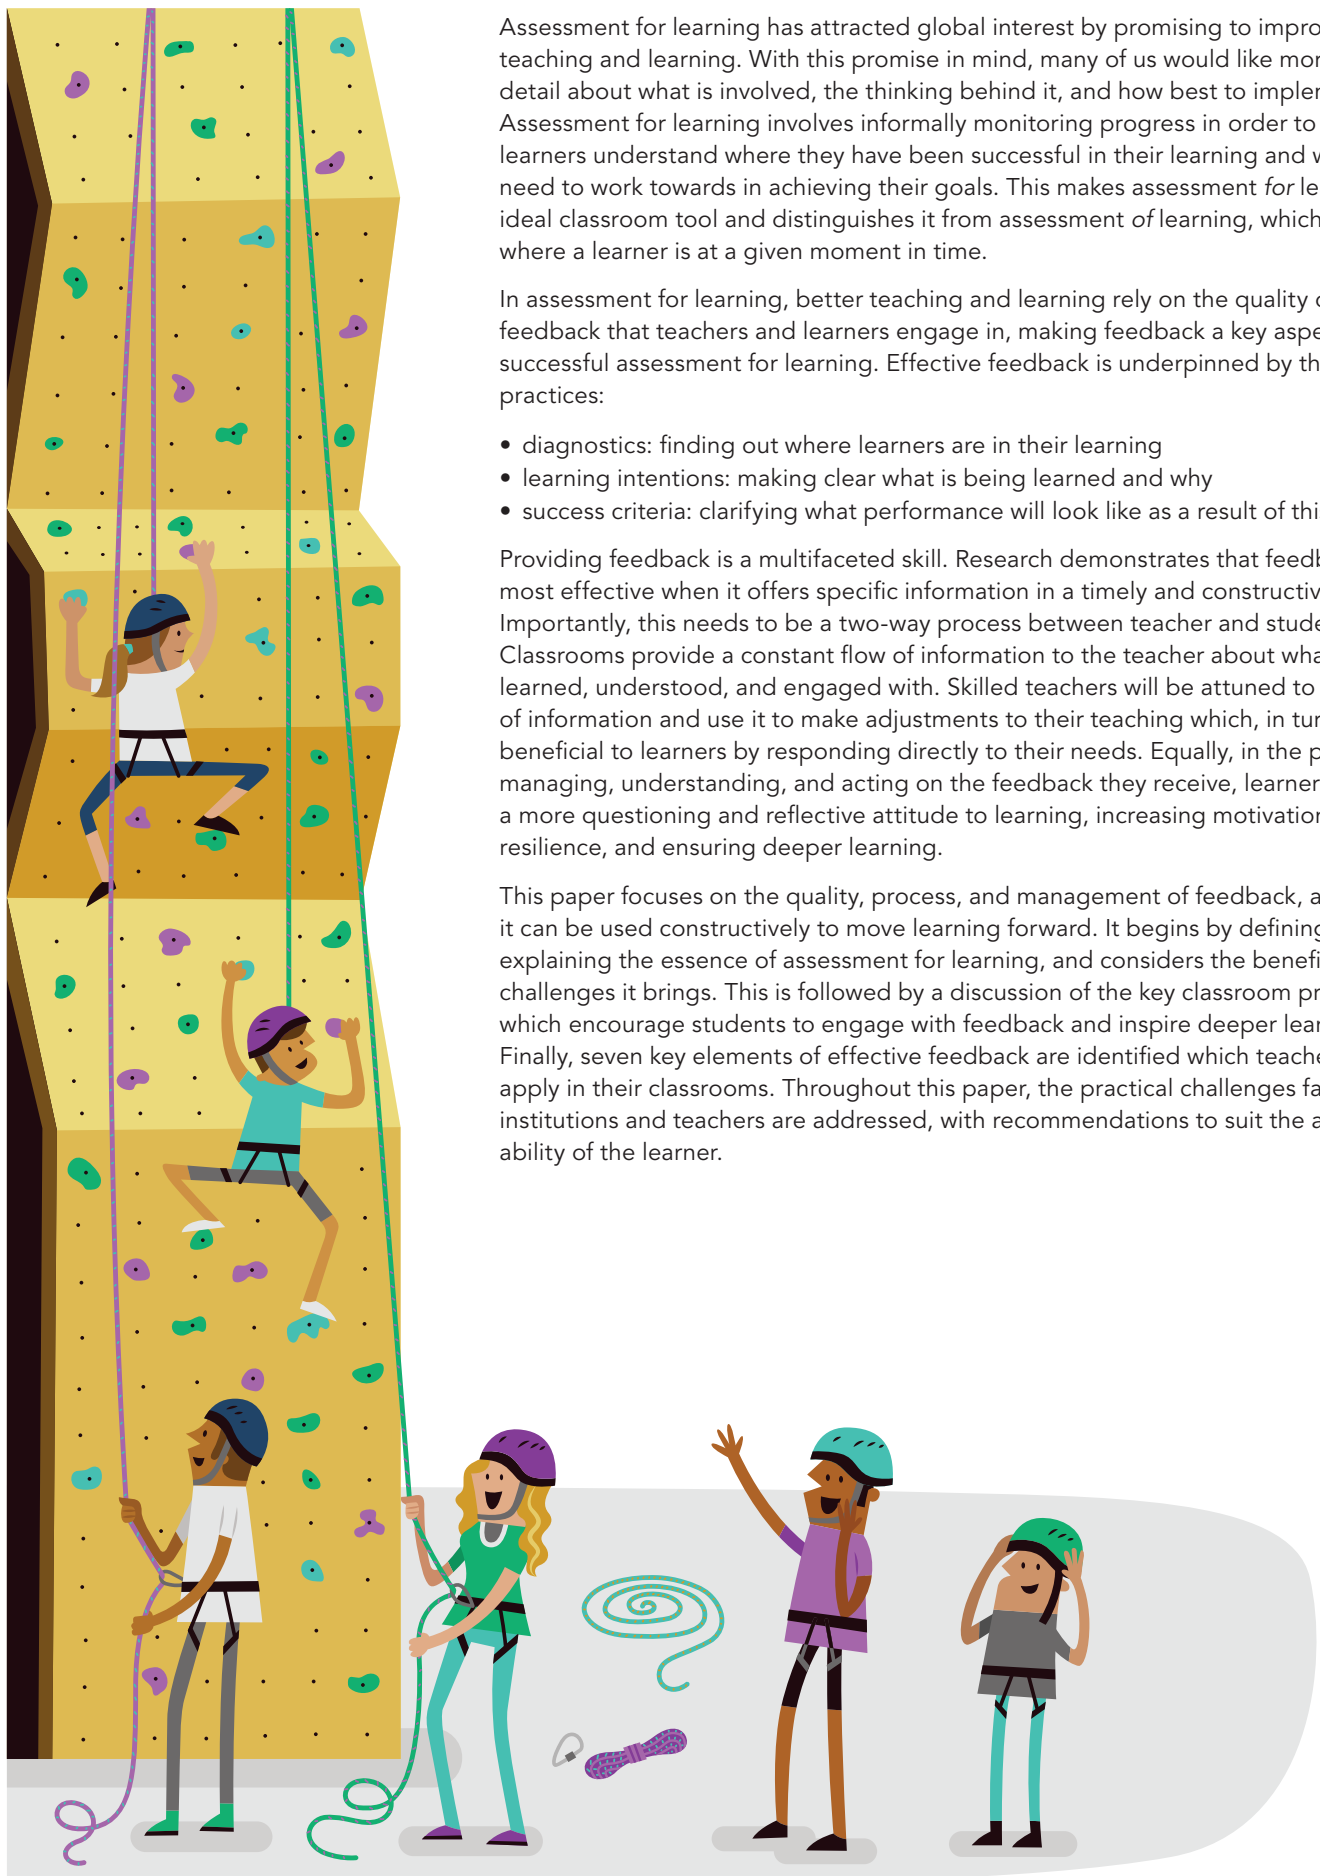 Assessment for learning has attracted global interest by promising to impro
teaching and learning. With this promise in mind, many of us would like mor
detail about what is involved, the thinking behind it, and how best to implem
Assessment for learning involves informally monitoring progress in order to
learners understand where they have been successful in their learning and w
need to work towards in achieving their goals. This makes assessment for le
ideal classroom tool and distinguishes it from assessment of learning, which
where a learner is at a given moment in time.
In assessment for learning, better teaching and learning rely on the quality o
feedback that teachers and learners engage in, making feedback a key aspe
successful assessment for learning. Effective feedback is underpinned by th
practices:
• diagnostics: finding out where learners are in their learning
• learning intentions: making clear what is being learned and why
• success criteria: clarifying what performance will look like as a result of thi
Providing feedback is a multifaceted skill. Research demonstrates that feedb
most effective when it offers specific information in a timely and constructiv
Importantly, this needs to be a two-way process between teacher and stude
Classrooms provide a constant flow of information to the teacher about wha
learned, understood, and engaged with. Skilled teachers will be attuned to
of information and use it to make adjustments to their teaching which, in tur
beneficial to learners by responding directly to their needs. Equally, in the p
managing, understanding, and acting on the feedback they receive, learner
a more questioning and reflective attitude to learning, increasing motivation
resilience, and ensuring deeper learning.
This paper focuses on the quality, process, and management of feedback, a
it can be used constructively to move learning forward. It begins by defining
explaining the essence of assessment for learning, and considers the benefi
challenges it brings. This is followed by a discussion of the key classroom pr
which encourage students to engage with feedback and inspire deeper lear
Finally, seven key elements of effective feedback are identified which teache
apply in their classrooms. Throughout this paper, the practical challenges fa
institutions and teachers are addressed, with recommendations to suit the a
ability of the learner.